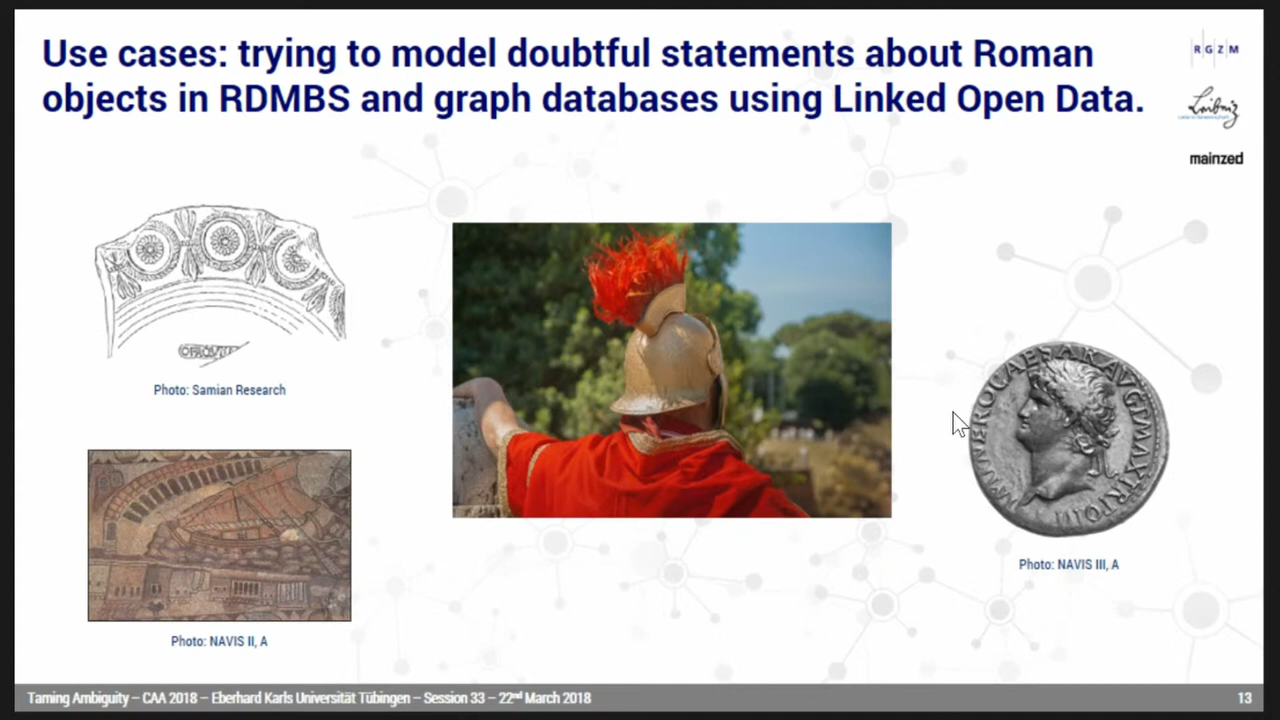 Use cases: trying to model doubtful statements about Roman
objects in RDMBS and graph databases using Linked Open Data.
RGZM
Leibniz
mainzed
Photo: Samian Research
Photo: NAVIS II, A
Photo: NAVIS III, A
Taming Ambiguity – CAA 2018 – Eberhard Karls Universität Tübingen – Session 33 – 22nd March 2018
13